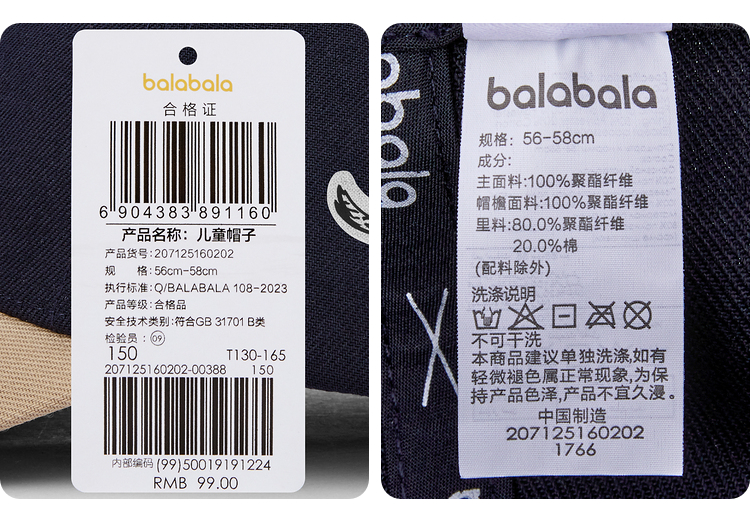 balabala
合格证
6 904383 891160
产品名称：儿童帽子
产品货号：207125160202
规　　格：56cm-58cm
执行标准：Q/BALABALA 108-2023
产品等级：合格品
安全技术类别：符合GB 31701 B类
检验员：09
150 T130-165
207125160202-00388 150
内部编码 (99)50019191224
RMB 99.00
balabala
规格：56-58cm
成分：
主面料：100%聚酯纤维
帽檐面料：100%聚酯纤维
里料：80.0%聚酯纤维
20.0%棉
(配料除外)
洗涤说明
不可干洗
本商品建议单独洗涤,如有
轻微褪色属正常现象,为保
持产品色泽,产品不宜久浸。
中国制造
207125160202
1766